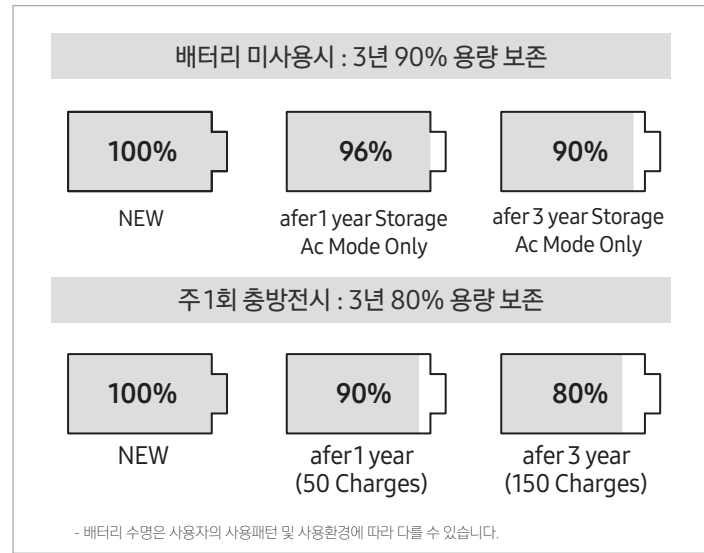 배터리 미사용시 : 3년 90% 용량 보존
100%
96%
90%
NEW
afer 1 year Storage
Ac Mode Only
afer 3 year Storage
Ac Mode Only
주 1회 충방전시 : 3년 80% 용량 보존
100%
90%
80%
NEW
afer 1 year
(50 Charges)
afer 3 year
(150 Charges)
- 배터리 수명은 사용자의 사용패턴 및 사용환경에 따라 다를 수 있습니다.